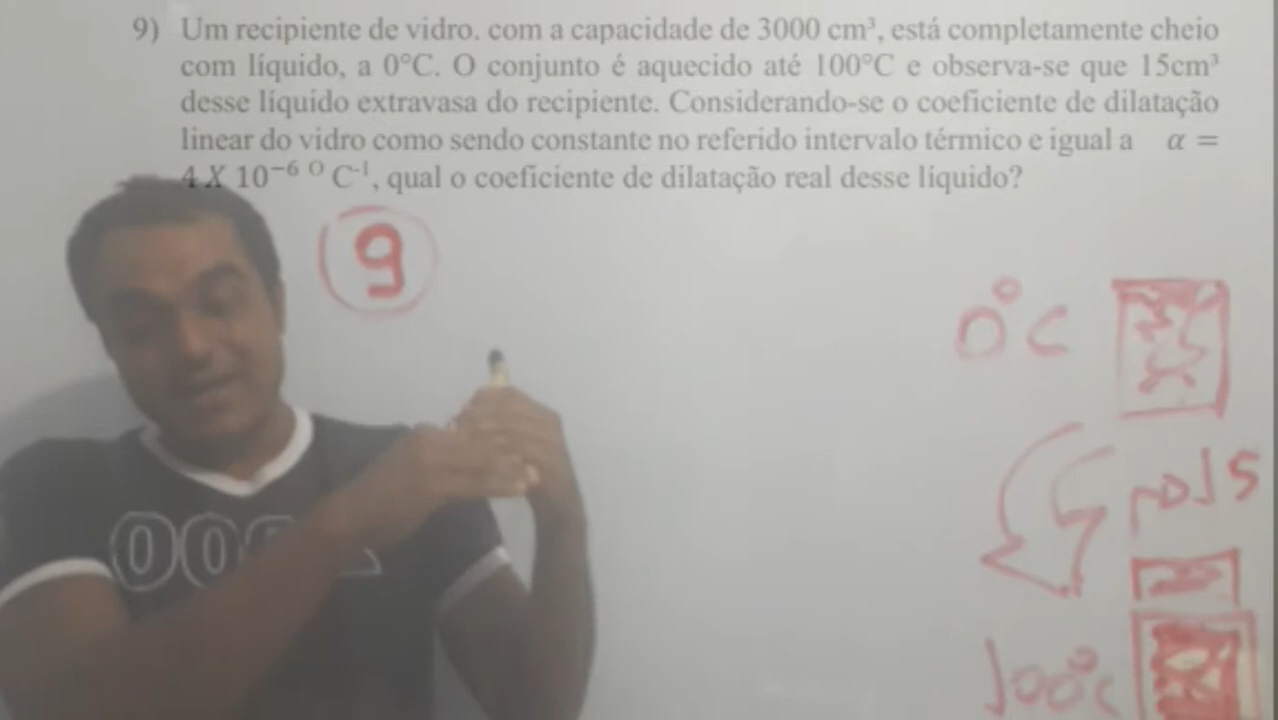 9) Um recipiente de vidro, com a capacidade de 3000 cm³, está completamente cheio
com líquido, a 0°C. O conjunto é aquecido até 100°C e observa-se que 15cm³
desse líquido extravasa do recipiente. Considerando-se o coeficiente de dilatação
linear do vidro como sendo constante no referido intervalo térmico e igual a α =
4 X 10⁻⁶ ᴼ C⁻¹, qual o coeficiente de dilatação real desse líquido?
9
0°C
100°C